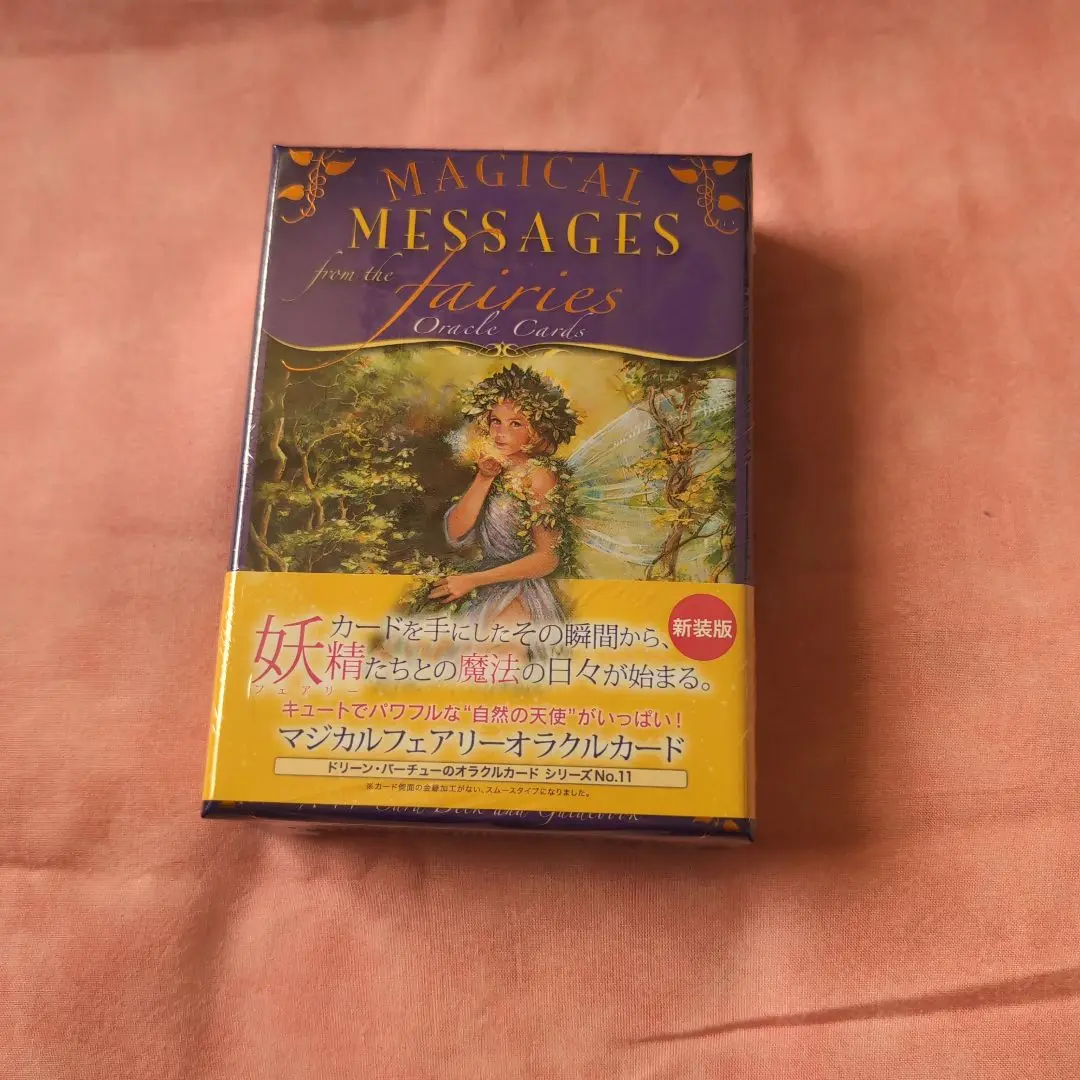 MAGICAL
MESSAGES
from the
fairies
Oracle Cards
カードを手にしたその瞬間から、
新装版
妖精たちとの魔法の日々が始まる。
フェアリー
キュートでパワフルな“自然の天使”がいっぱい！
マジカルフェアリーオラクルカード
ドリーン・バーチューのオラクルカード シリーズNo.11
※カード側面の金縁加工がない、スムースタイプになりました。
Card Deck and Guidebook